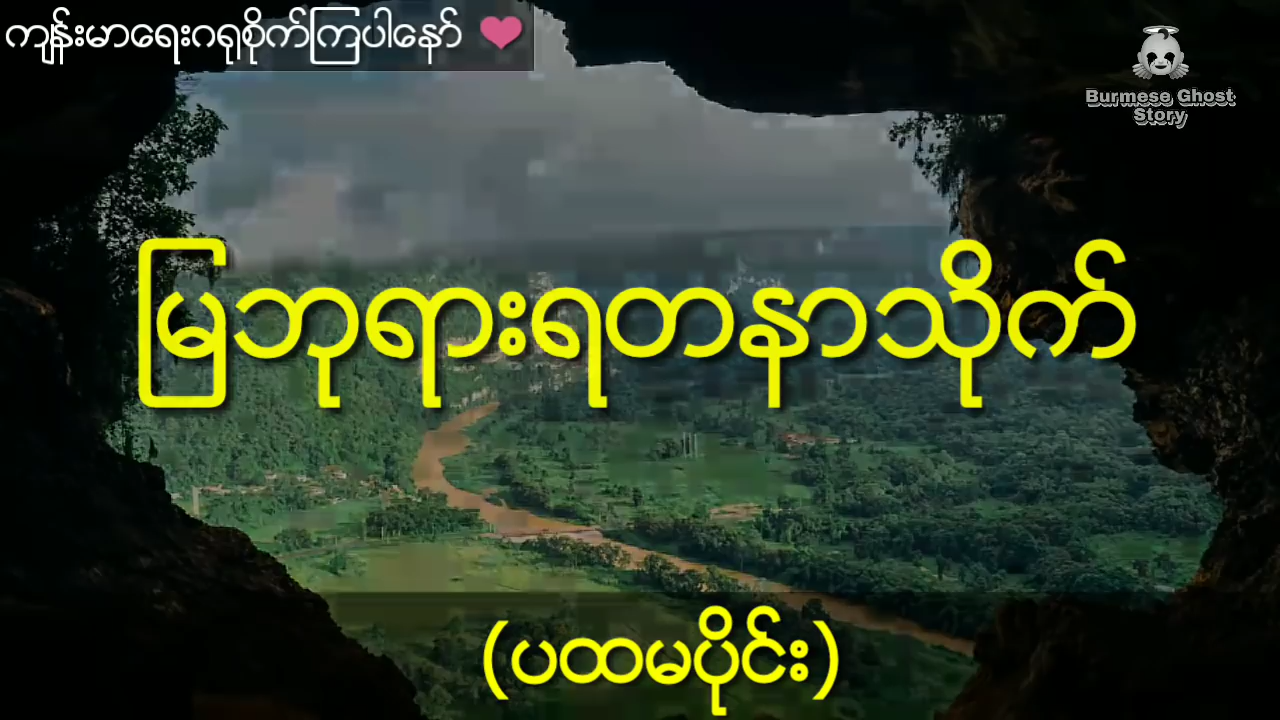 ကျန်းမာရေးဂရုစိုက်ကြပါနော် ❤
Burmese Ghost
Story
မြဘုရားရတနာသိုက်
(ပထမပိုင်း)